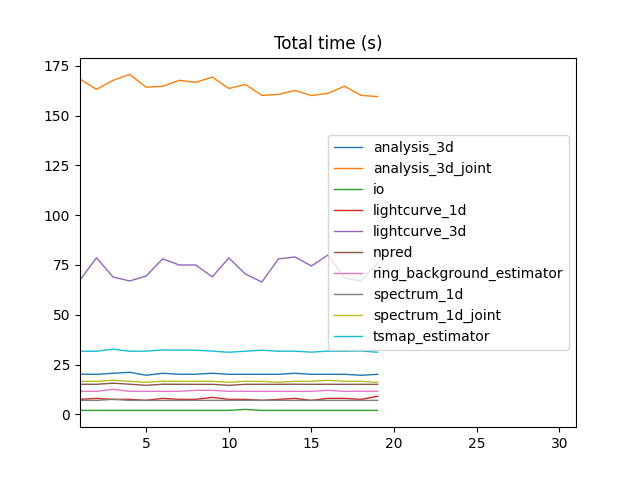 Total time (s)
175
150
125
100
75
50
25
0
analysis_3d
analysis_3d_joint
io
lightcurve_1d
lightcurve_3d
npred
ring_background_estimator
spectrum_1d
spectrum_1d_joint
tsmap_estimator
5 10 15 20 25 30